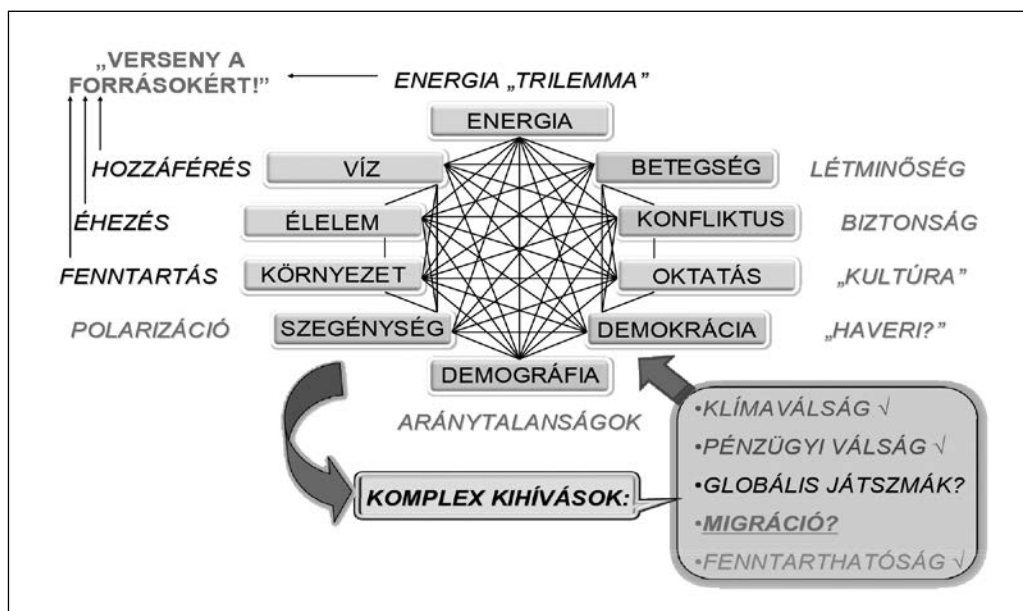 „VERSENY A
FORRÁSOKÉRT!”
ENERGIA „TRILEMMA”
ENERGIA
HOZZÁFÉRÉS
VÍZ
BETEGSÉG
LÉTMINŐSÉG
ÉHEZÉS
ÉLELEM
KONFLIKTUS
BIZTONSÁG
FENNTARTÁS
KÖRNYEZET
OKTATÁS
„KULTÚRA”
POLARIZÁCIÓ
SZEGÉNYSÉG
DEMOKRÁCIA
„HAVERI?”
DEMOGRÁFIA
ARÁNYTALANSÁGOK
KOMPLEX KIHÍVÁSOK:
•KLÍMAVÁLSÁG √
•PÉNZÜGYI VÁLSÁG √
•GLOBÁLIS JÁTSZMÁK?
•MIGRÁCIÓ?
•FENNTARTHATÓSÁG √